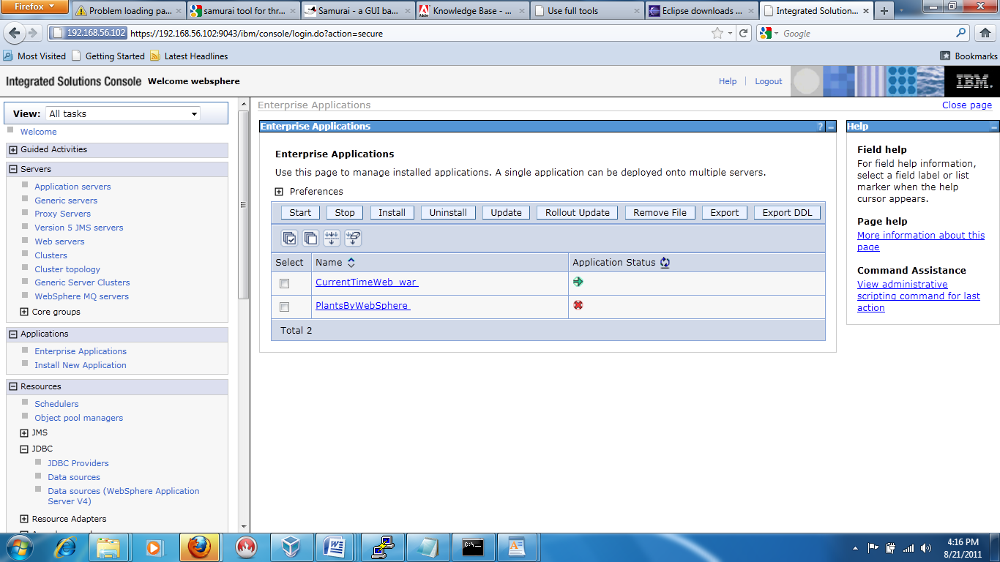 Firefox
Problem loading pa...
samurai tool for thr...
Samurai - a GUI ba...
Knowledge Base - ...
Use full tools
Eclipse downloads ...
Integrated Solution...
192.168.56.102 https://192.168.56.102:9043/ibm/console/login.do?action=secure
Google
Most Visited Getting Started Latest Headlines Bookmarks
Integrated Solutions Console Welcome websphere Help Logout IBM.
View: All tasks
Welcome
Guided Activities
Servers
Application servers
Generic servers
Proxy Servers
Version 5 JMS servers
Web servers
Clusters
Cluster topology
Generic Server Clusters
WebSphere MQ servers
Core groups
Applications
Enterprise Applications
Install New Application
Resources
Schedulers
Object pool managers
JMS
JDBC
JDBC Providers
Data sources
Data sources (WebSphere Application
Server V4)
Resource Adapters
Enterprise Applications Close page
Enterprise Applications ?
Enterprise Applications
Use this page to manage installed applications. A single application can be deployed onto multiple servers.
Preferences
Start Stop Install Uninstall Update Rollout Update Remove File Export Export DDL
Select Name Application Status
CurrentTimeWeb_war
PlantsByWebSphere
Total 2
Help
Field help
For field help information,
select a field label or list
marker when the help
cursor appears.
Page help
More information about this
page
Command Assistance
View administrative
scripting command for last
action
C:\.
4:16 PM
8/21/2011